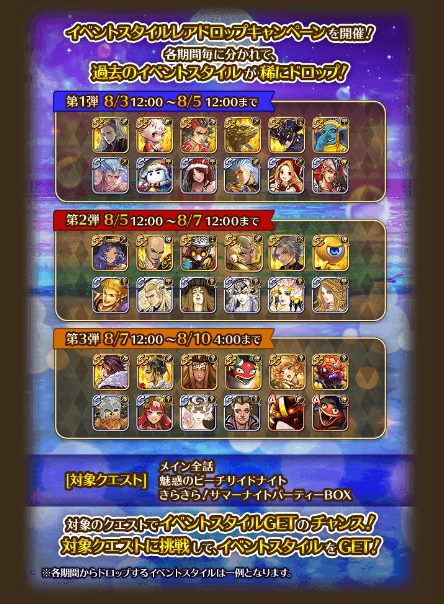 イベントスタイルレアドロップキャンペーンを開催!
各期間毎に分かれて、
過去のイベントスタイルが稀にドロップ!
第1弾 8/3 12:00 ～ 8/5 12:00まで
第2弾 8/5 12:00 ～ 8/7 12:00まで
第3弾 8/7 12:00 ～ 8/10 4:00まで
[対象クエスト]
メイン全話
魅惑のビーチサイドナイト
きらきら!サマーナイトパーティーBOX
対象のクエストでイベントスタイルGETのチャンス!
対象クエストに挑戦して、イベントスタイルをGET!
※各期間からドロップするイベントスタイルは一例となります。